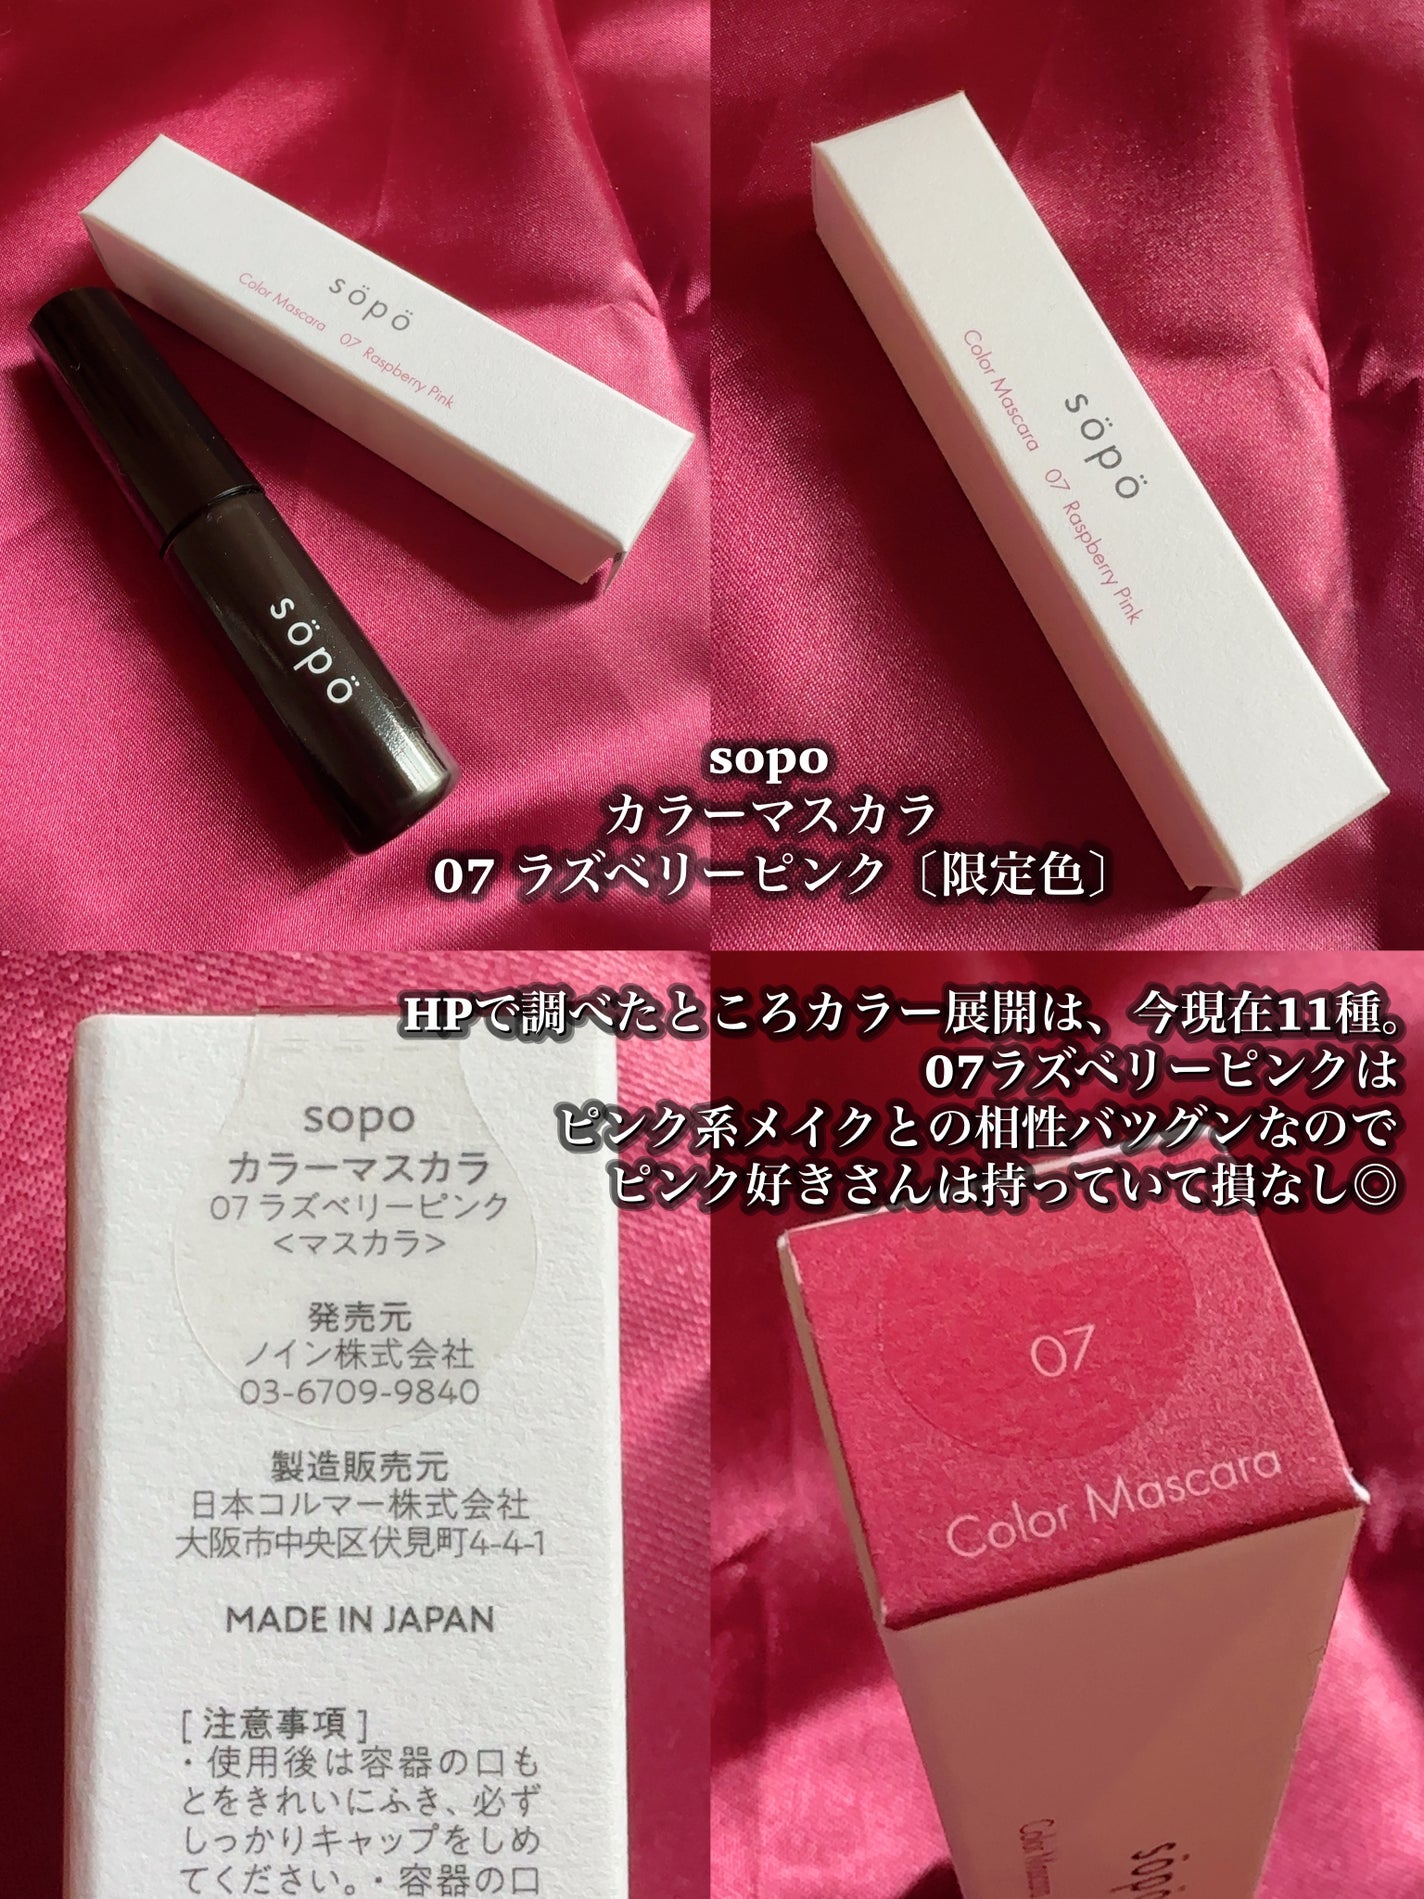 söpö
Color Mascara 07 Raspberry Pink
söpö
söpö
Color Mascara 07 Raspberry Pink
sopo
カラーマスカラ
07 ラズベリーピンク〔限定色〕
HPで調べたところカラー展開は、今現在11種。
07ラズベリーピンクは
ピンク系メイクとの相性バツグンなので
ピンク好きさんは持っていて損なし◎
sopo
カラーマスカラ
07 ラズベリーピンク
<マスカラ>
発売元
ノイン株式会社
03-6709-9840
製造販売元
日本コルマー株式会社
大阪市中央区伏見町4-4-1
MADE IN JAPAN
[ 注意事項 ]
・使用後は容器の口も
とをきれいにふき、必ず
しっかりキャップをしめ
てください。・容器の口
07
Color Mascara
Color Mascara
söpö